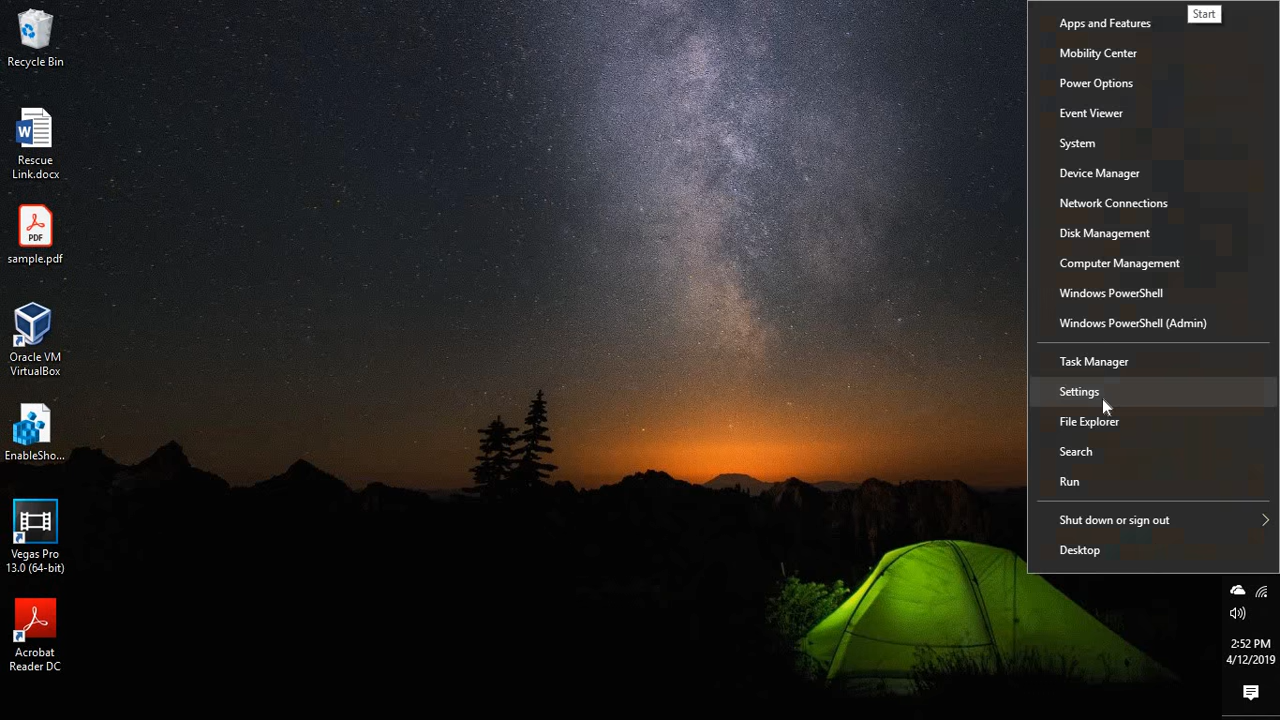 Recycle Bin
Rescue
Link.docx
PDF
sample.pdf
Oracle VM
VirtualBox
EnableSho...
Vegas Pro
13.0 (64-bit)
Acrobat
Reader DC
Start
Apps and Features
Mobility Center
Power Options
Event Viewer
System
Device Manager
Network Connections
Disk Management
Computer Management
Windows PowerShell
Windows PowerShell (Admin)
Task Manager
Settings
File Explorer
Search
Run
Shut down or sign out
Desktop
2:52 PM
4/12/2019